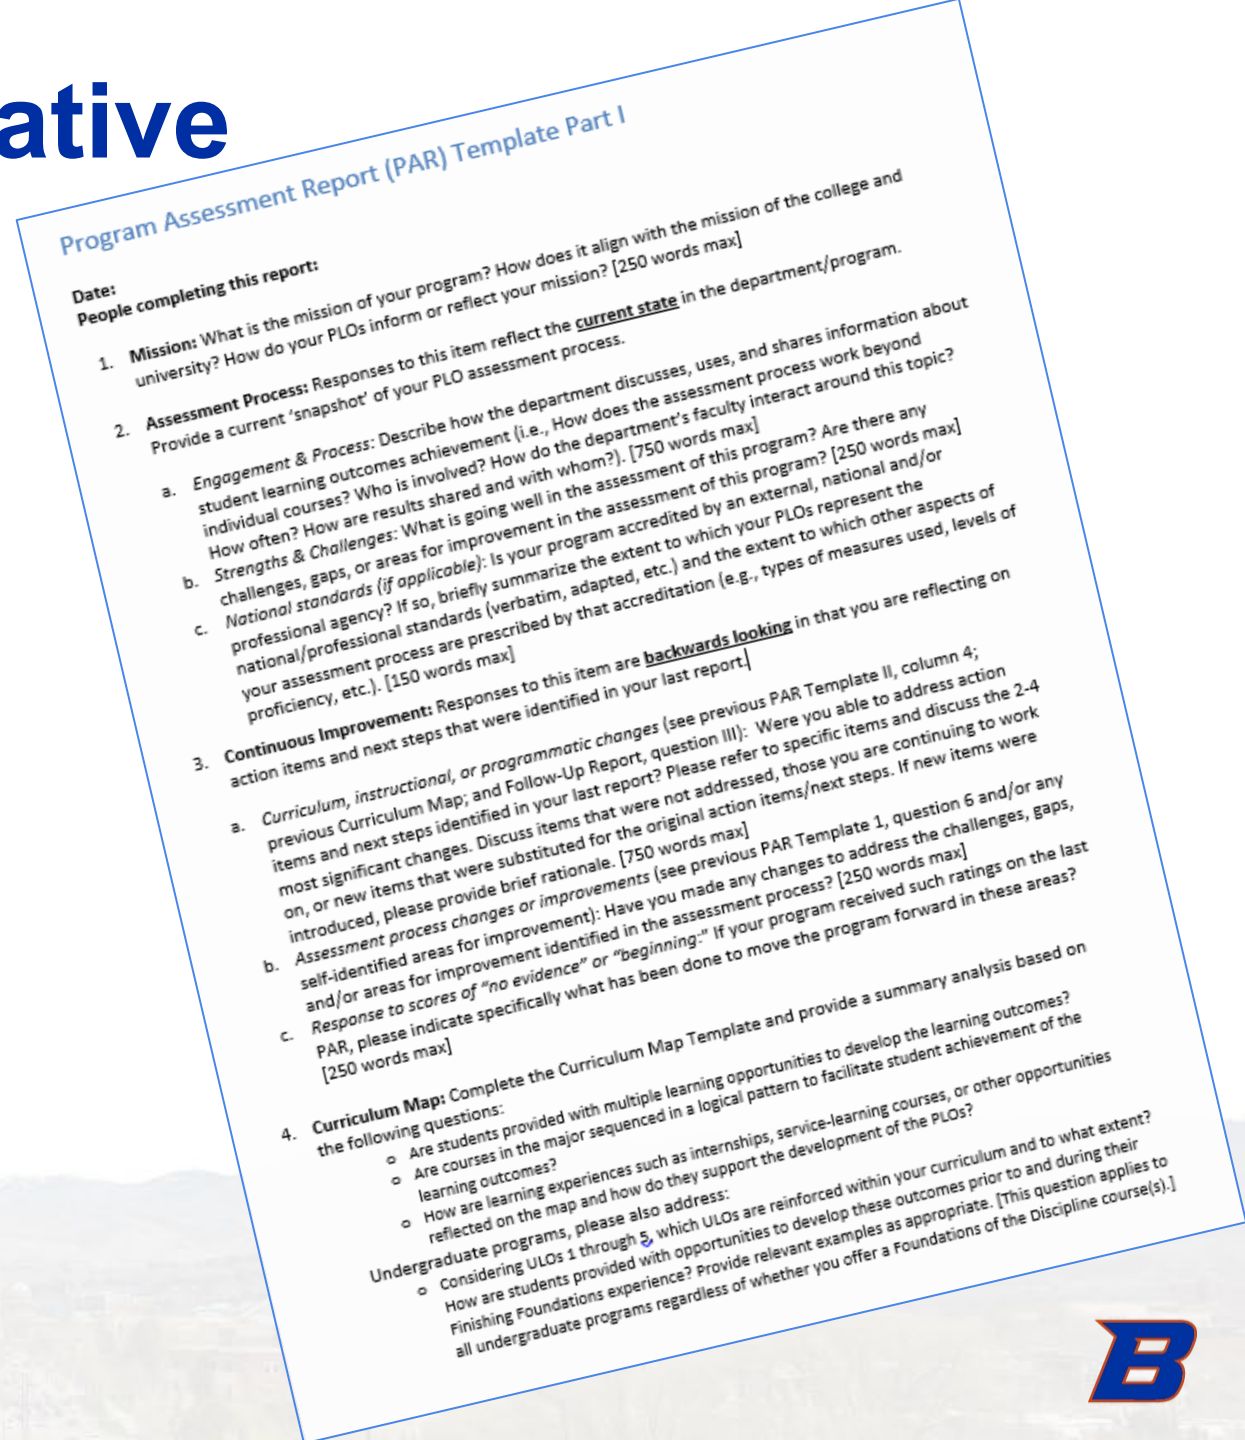 ative
Program Assessment Report (PAR) Template Part I
Date:
People completing this report:
1. Mission: What is the mission of your program? How does it align with the mission of the college and
university? How do your PLOs inform or reflect your mission? [250 words max]
2. Assessment Process: Responses to this item reflect the current state in the department/program.
Provide a current ‘snapshot’ of your PLO assessment process.
a. Engagement & Process: Describe how the department discusses, uses, and shares information about
student learning outcomes achievement (i.e., How does the assessment process work beyond
individual courses? Who is involved? How do the department’s faculty interact around this topic?
How often? How are results shared and with whom?). [750 words max]
b. Strengths & Challenges: What is going well in the assessment of this program? Are there any
challenges, gaps, or areas for improvement in the assessment of this program? [250 words max]
c. National standards (if applicable): Is your program accredited by an external, national and/or
professional agency? If so, briefly summarize the extent to which your PLOs represent the
national/professional standards (verbatim, adapted, etc.) and the extent to which other aspects of
your assessment process are prescribed by that accreditation (e.g., types of measures used, levels of
proficiency, etc.). [150 words max]
3. Continuous Improvement: Responses to this item are backwards looking in that you are reflecting on
action items and next steps that were identified in your last report.
a. Curriculum, instructional, or programmatic changes (see previous PAR Template II, column 4;
previous Curriculum Map; and Follow-Up Report, question III): Were you able to address action
items and next steps identified in your last report? Please refer to specific items and discuss the 2-4
most significant changes. Discuss items that were not addressed, those you are continuing to work
on, or new items that were substituted for the original action items/next steps. If new items were
introduced, please provide brief rationale. [750 words max]
b. Assessment process changes or improvements (see previous PAR Template 1, question 6 and/or any
self-identified areas for improvement): Have you made any changes to address the challenges, gaps,
and/or areas for improvement identified in the assessment process? [250 words max]
c. Response to scores of “no evidence” or “beginning:” If your program received such ratings on the last
PAR, please indicate specifically what has been done to move the program forward in these areas?
[250 words max]
4. Curriculum Map: Complete the Curriculum Map Template and provide a summary analysis based on
the following questions:
o Are students provided with multiple learning opportunities to develop the learning outcomes?
o Are courses in the major sequenced in a logical pattern to facilitate student achievement of the
learning outcomes?
o How are learning experiences such as internships, service-learning courses, or other opportunities
reflected on the map and how do they support the development of the PLOs?
Undergraduate programs, please also address:
o Considering ULOs 1 through 5, which ULOs are reinforced within your curriculum and to what extent?
How are students provided with opportunities to develop these outcomes prior to and during their
Finishing Foundations experience? Provide relevant examples as appropriate. [This question applies to
all undergraduate programs regardless of whether you offer a Foundations of the Discipline course(s).]
B